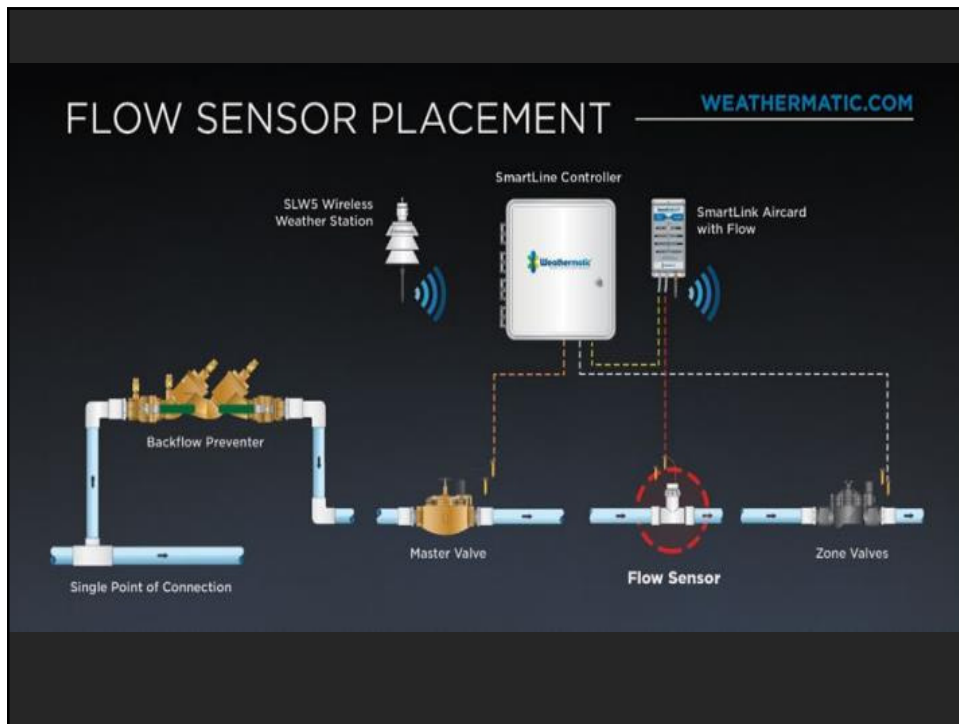 FLOW SENSOR PLACEMENT
WEATHERMATIC.COM
SmartLine Controller
SLW5 Wireless
Weather Station
SmartLink Aircard
with Flow
Weathermatic
Backflow Preventer
Master Valve
Zone Valves
Flow Sensor
Single Point of Connection